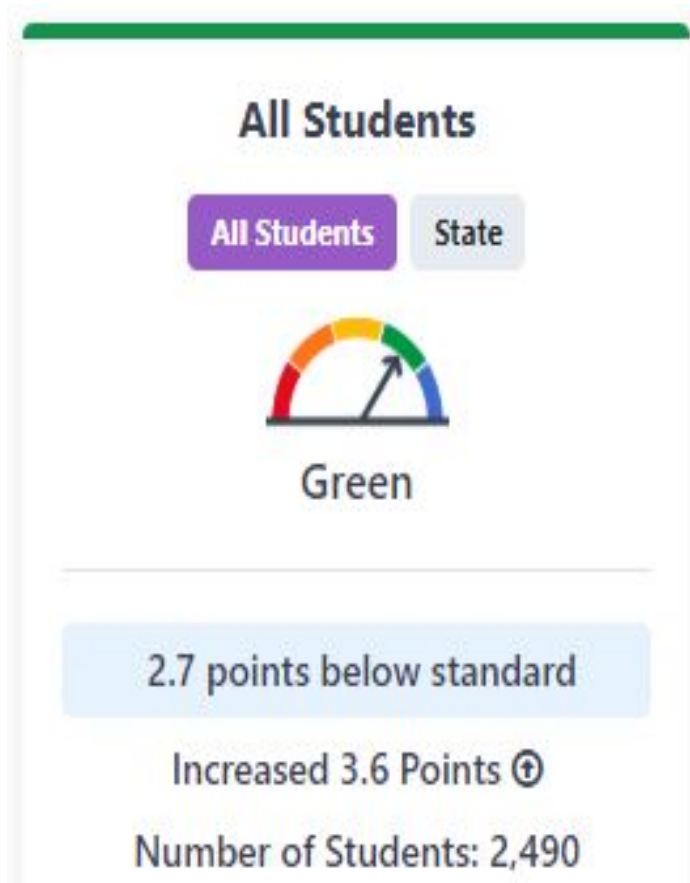 All Students
All Students State
Green
2.7 points below standard
Increased 3.6 Points
Number of Students: 2,490